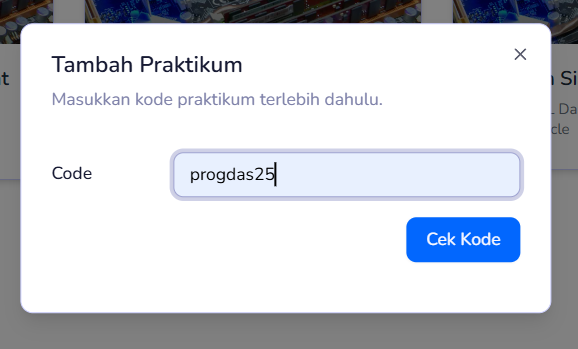 Tambah Praktikum
Masukkan kode praktikum terlebih dahulu.
Code
progdas25
Cek Kode